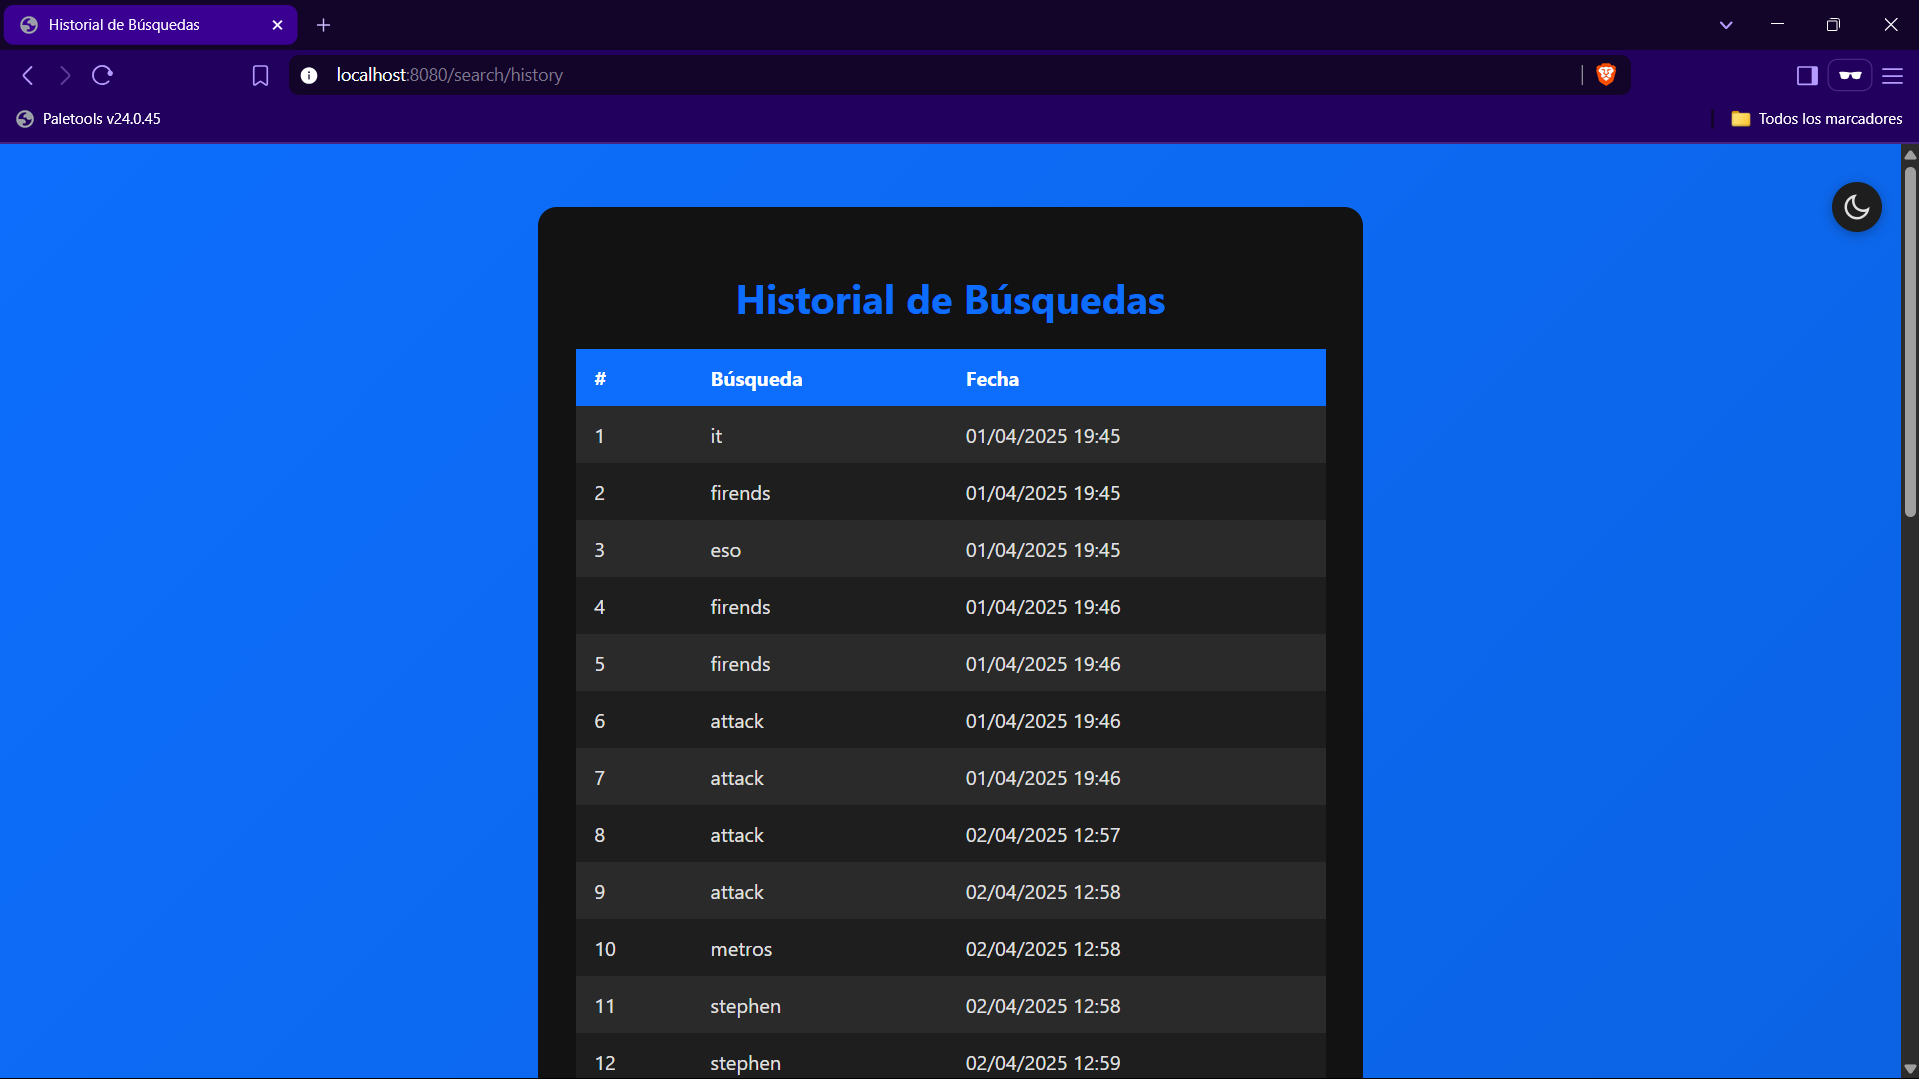 Historial de Búsquedas
localhost:8080/search/history
Paletools v24.0.45
Todos los marcadores
Historial de Búsquedas
# Búsqueda Fecha
1 it 01/04/2025 19:45
2 firends 01/04/2025 19:45
3 eso 01/04/2025 19:45
4 firends 01/04/2025 19:46
5 firends 01/04/2025 19:46
6 attack 01/04/2025 19:46
7 attack 01/04/2025 19:46
8 attack 02/04/2025 12:57
9 attack 02/04/2025 12:58
10 metros 02/04/2025 12:58
11 stephen 02/04/2025 12:58
12 stephen 02/04/2025 12:59